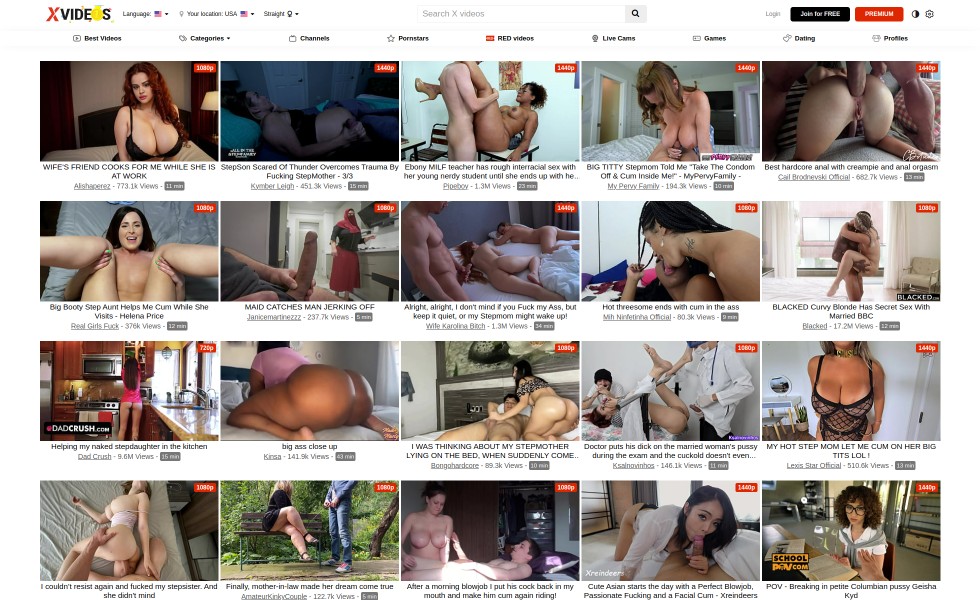 XVIDEOS
Language:
Your location: USA
Straight
Search X videos
Login
Join for FREE
PREMIUM
Best Videos
Categories
Channels
Pornstars
RED videos
Live Cams
Games
Dating
Profiles
1080p
1440p
1440p
1440p
1440p
WIFE'S FRIEND COOKS FOR ME WHILE SHE IS
AT WORK
Alishaperez - 773.1k Views - 11 min
StepSon Scared Of Thunder Overcomes Trauma By
Fucking StepMother - 3/3
Kymber Leigh - 451.3k Views - 15 min
Ebony MILF teacher has rough interracial sex with
her young nerdy student until she ends up with he...
Pipeboy - 1.3M Views - 23 min
BIG TITTY Stepmom Told Me "Take The Condom
Off & Cum Inside Me!" - MyPervyFamily -
My Pervy Family - 194.3k Views - 10 min
Best hardcore anal with creampie and anal orgasm
Cail Brodnevski Official - 682.7k Views - 13 min
1080p
1080p
1440p
1080p
1080p
BLACKED.COM
Big Booty Step Aunt Helps Me Cum While She
Visits - Helena Price
Real Girls Fuck - 376k Views - 12 min
MAID CATCHES MAN JERKING OFF
Janicemartinezzz - 237.7k Views - 5 min
Alright, alright, I don't mind if you Fuck my Ass, but
keep it quiet, or my Stepmom might wake up!
Wife Karolina Bitch - 1.3M Views - 34 min
Hot threesome ends with cum in the ass
Mih Ninfetinha Official - 80.3k Views - 9 min
BLACKED Curvy Blonde Has Secret Sex With
Married BBC
Blacked - 17.2M Views - 12 min
720p
1080p
1080p
1080p
1440p
DADCRUSH.COM
Ksalnovinhos
Helping my naked stepdaughter in the kitchen
Dad Crush - 9.6M Views - 15 min
big ass close up
Kinsa - 141.9k Views - 43 min
I WAS THINKING ABOUT MY STEPMOTHER
LYING ON THE BED, WHEN SUDDENLY COME..
Bongohardcore - 89.3k Views - 10 min
Doctor puts his dick on the married woman's pussy
during the exam and the cuckold doesn't even...
Ksalnovinhos - 146.1k Views - 11 min
MY HOT STEP MOM LET ME CUM ON HER BIG
TITS LOL !
Lexis Star Official - 510.6k Views - 13 min
1080p
1080p
1080p
1440p
1440p
Xreindeers
SCHOOL
POV.COM
I couldn't resist again and fucked my stepsister. And
she didn't mind
Finally, mother-in-law made her dream come true
AmateurKinkyCouple - 122.7k Views - 5 min
After a morning blowjob I put his cock back in my
mouth and make him cum again riding!
Cute Asian starts the day with a Perfect Blowjob,
Passionate Fucking and a Facial Cum - Xreindeers
POV - Breaking in petite Columbian pussy Geisha
Kyd